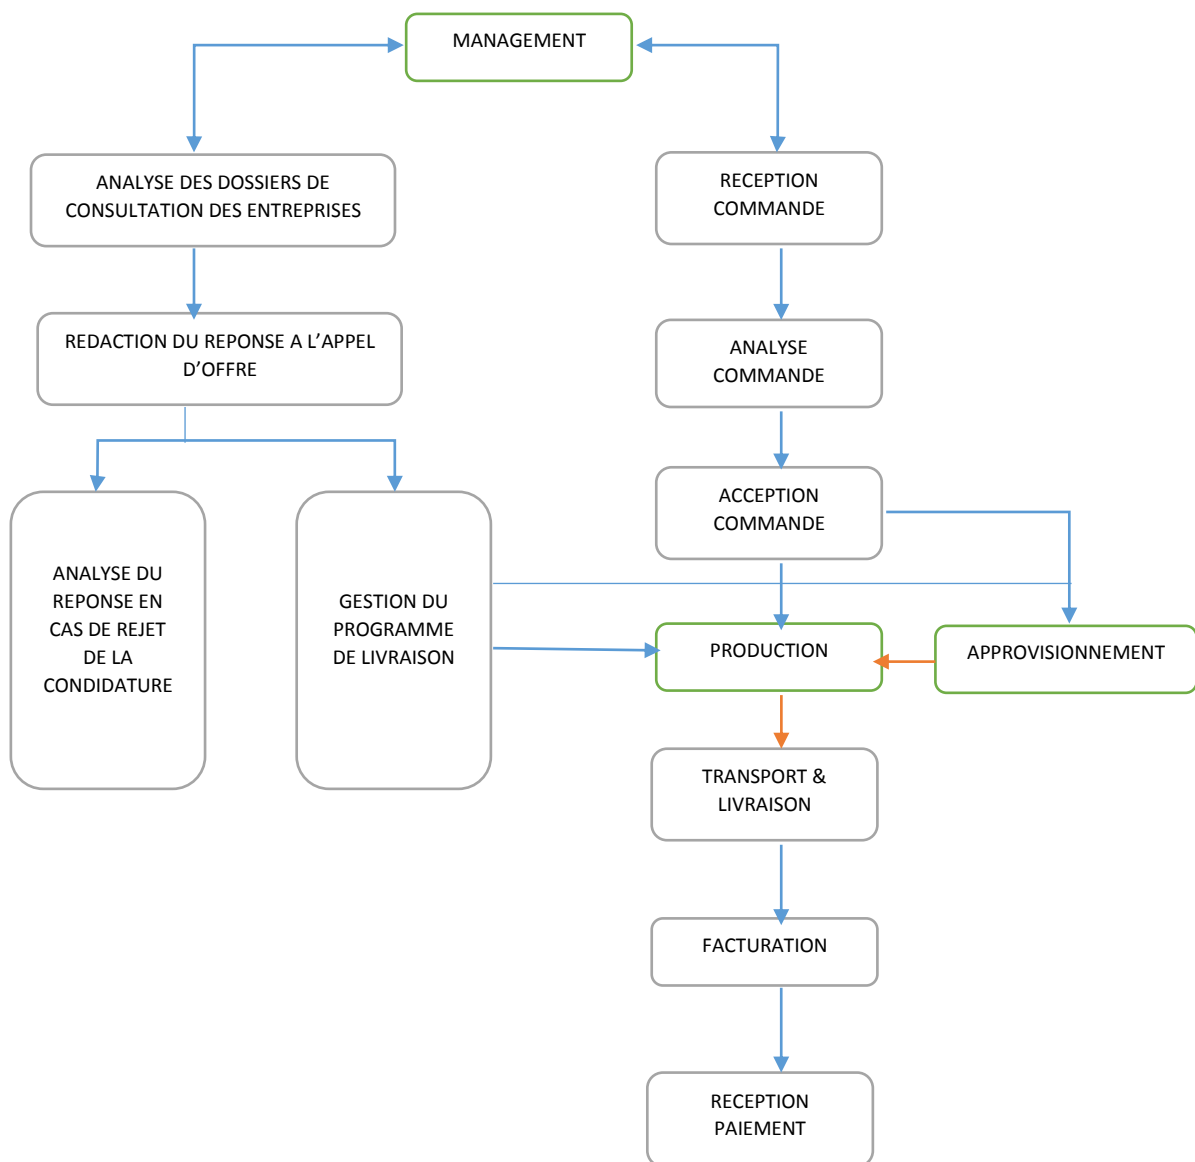 MANAGEMENT
ANALYSE DES DOSSIERS DE
CONSULTATION DES ENTREPRISES
RECEPTION
COMMANDE
REDACTION DU REPONSE A L’APPEL
D’OFFRE
ANALYSE
COMMANDE
ACCEPTION
COMMANDE
ANALYSE DU
REPONSE EN
CAS DE REJET
DE LA
CONDIDATURE
GESTION DU
PROGRAMME
DE LIVRAISON
PRODUCTION
APPROVISIONNEMENT
TRANSPORT &
LIVRAISON
FACTURATION
RECEPTION
PAIEMENT